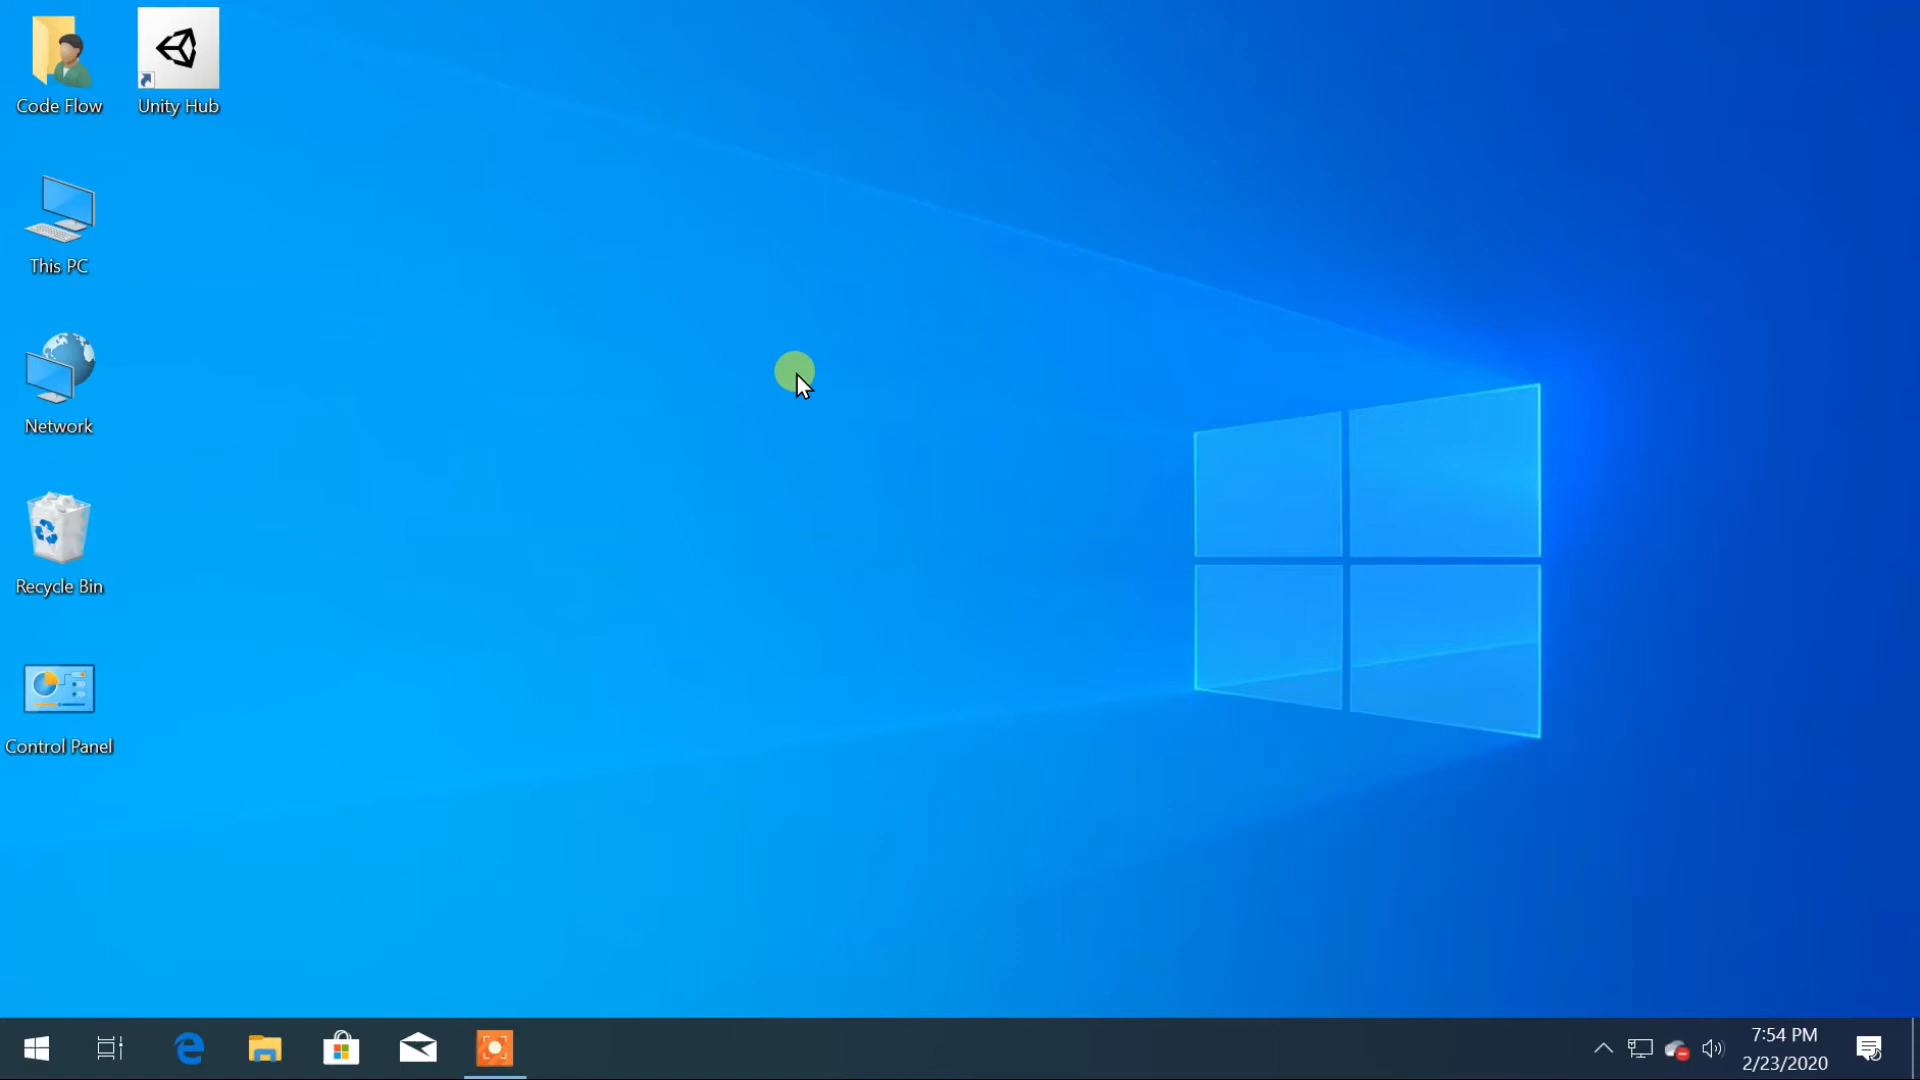 Code Flow
Unity Hub
This PC
Network
Recycle Bin
Control Panel
7:54 PM
2/23/2020